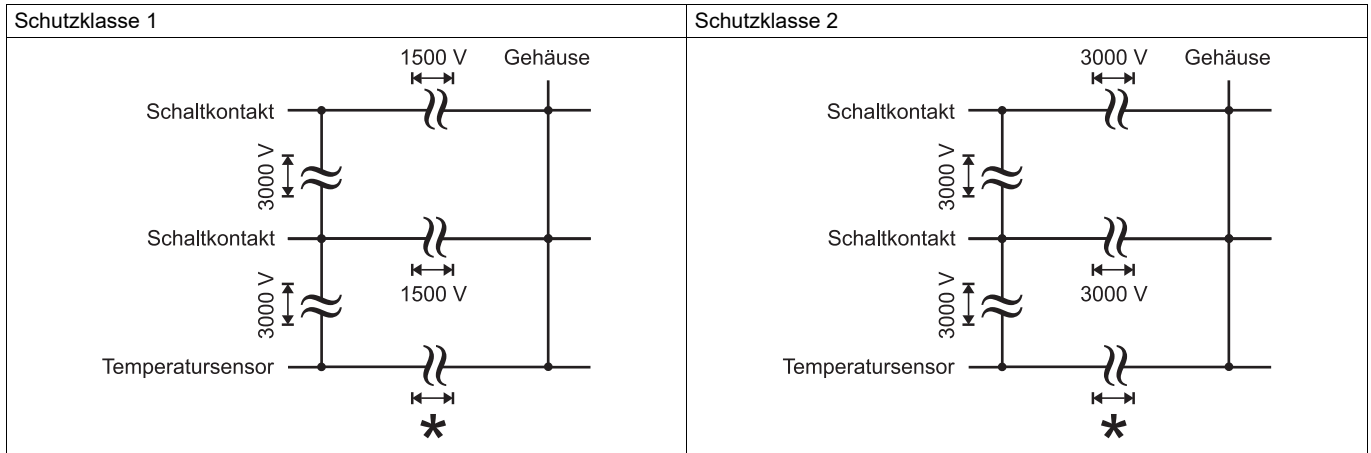 Schutzklasse 1
1500 V Gehäuse
Schaltkontakt
3000 V
Schaltkontakt
1500 V
3000 V
Temperatursensor
*
Schutzklasse 2
3000 V Gehäuse
Schaltkontakt
3000 V
Schaltkontakt
3000 V
3000 V
Temperatursensor
*